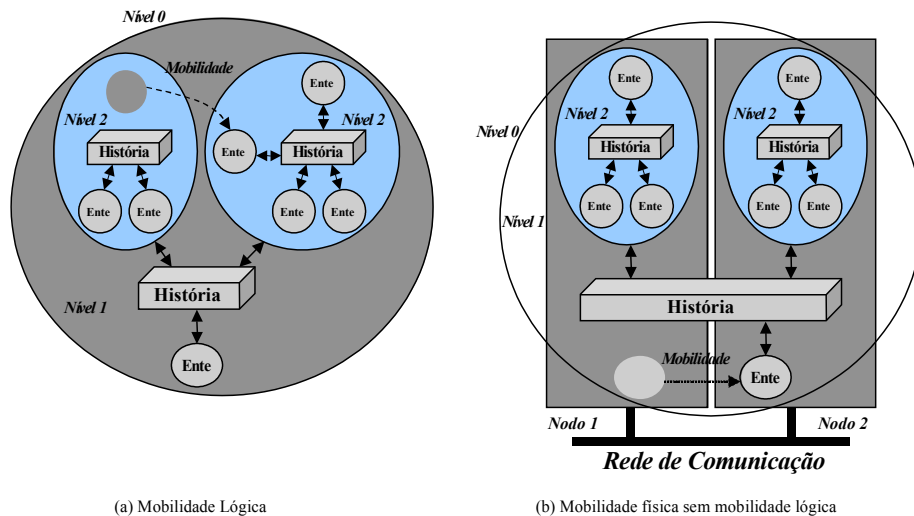 Nível 0
Mobilidade
Ente
Nível 2
Nível 2
História
Ente
História
Ente
Ente
Ente
Ente
História
Nível 1
Ente
(a) Mobilidade Lógica
Ente
Ente
Nível 0
Nível 2
Nível 2
História
História
Ente
Ente
Ente
Ente
Nível 1
História
Mobilidade
Ente
Nodo 1
Nodo 2
Rede de Comunicação
(b) Mobilidade física sem mobilidade lógica